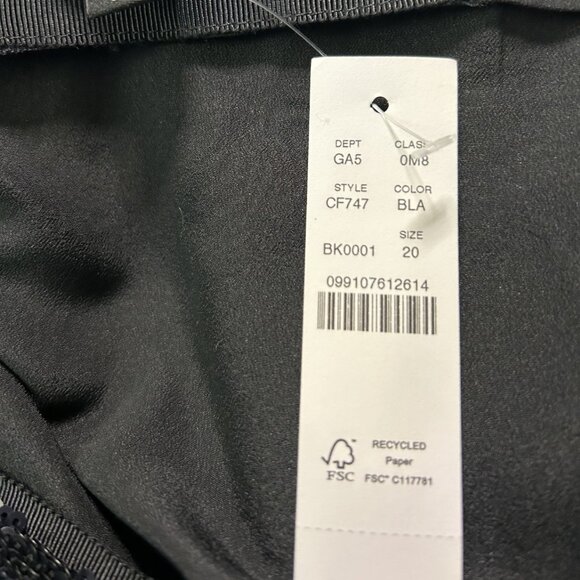 DEPT CLASS
GA5 0M8
STYLE COLOR
CF747 BLA
SIZE
BK0001 20
099107612614
RECYCLED
Paper
FSC FSC® C117781